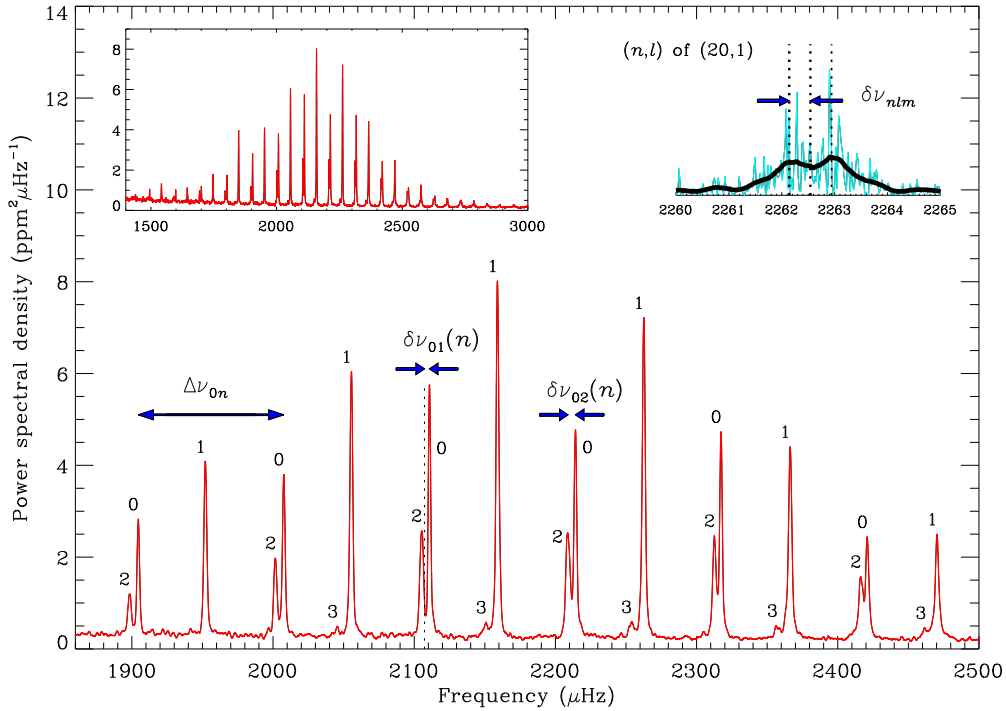 14
12
10
8
6
4
2
0
Power spectral density (ppm²μHz⁻¹)
8
6
4
2
0
1500 2000 2500 3000
(n,l) of (20,1)
δν_nlm
2260 2261 2262 2263 2264 2265
Δν_0n
δν_01(n)
δν_02(n)
2 0 1 2 0 3 1 2 0 3 1 2 0 3 1 2 0 3 1 2 0 3 1
1900 2000 2100 2200 2300 2400 2500
Frequency (μHz)